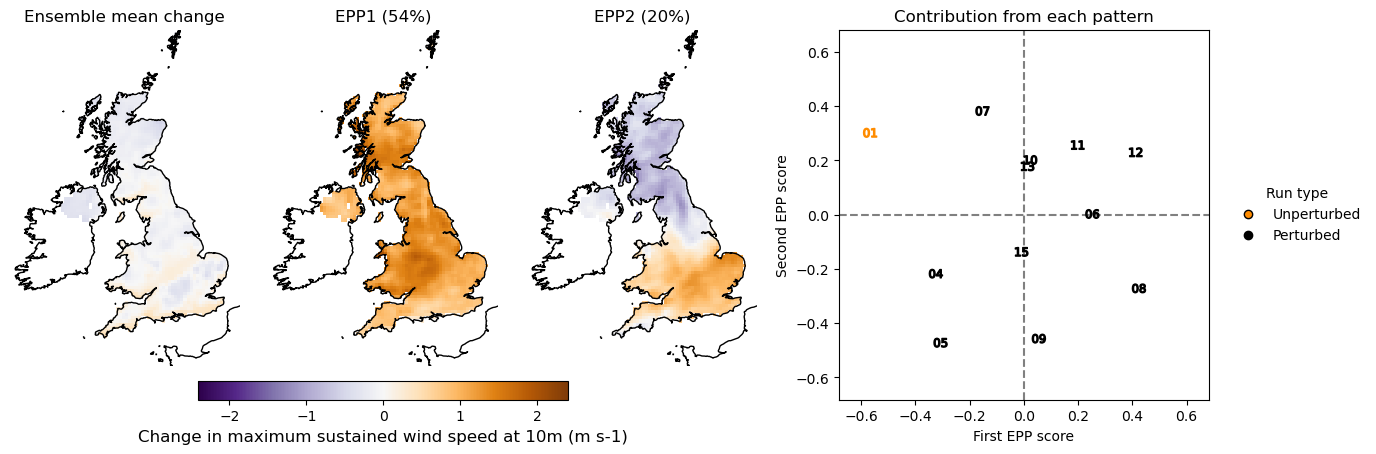 Ensemble mean change
EPP1 (54%)
EPP2 (20%)
Contribution from each pattern
−2 −1 0 1 2
Change in maximum sustained wind speed at 10m (m s-1)
Second EPP score
0.6
0.4
0.2
0.0
−0.2
−0.4
−0.6
01
07
11
12
10
13
06
15
04
08
09
05
−0.6 −0.4 −0.2 0.0 0.2 0.4 0.6
First EPP score
Run type
Unperturbed
Perturbed